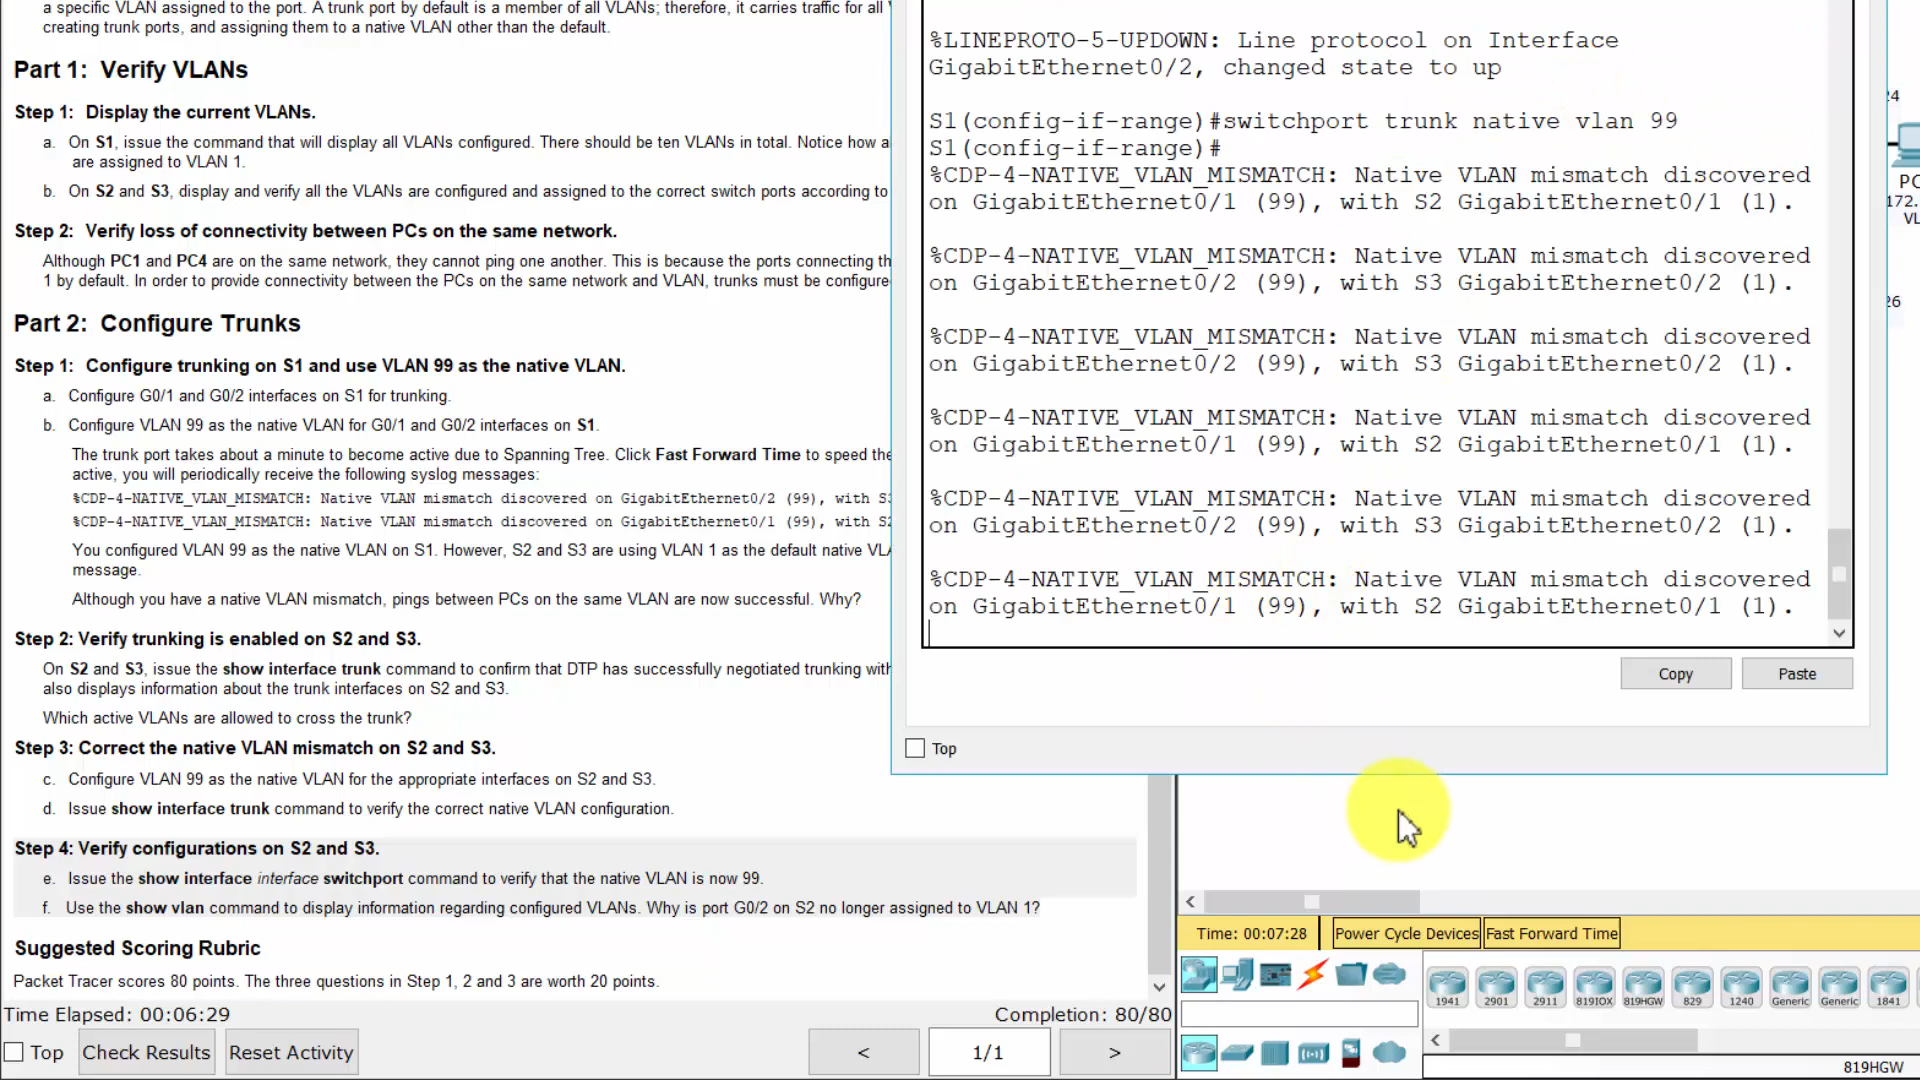 a specific VLAN assigned to the port. A trunk port by default is a member of all VLANs; therefore, it carries traffic for all
creating trunk ports, and assigning them to a native VLAN other than the default.
Part 1: Verify VLANs
Step 1: Display the current VLANs.
a. On S1, issue the command that will display all VLANs configured. There should be ten VLANs in total. Notice how a
are assigned to VLAN 1.
b. On S2 and S3, display and verify all the VLANs are configured and assigned to the correct switch ports according to
Step 2: Verify loss of connectivity between PCs on the same network.
Although PC1 and PC4 are on the same network, they cannot ping one another. This is because the ports connecting th
1 by default. In order to provide connectivity between the PCs on the same network and VLAN, trunks must be configure
Part 2: Configure Trunks
Step 1: Configure trunking on S1 and use VLAN 99 as the native VLAN.
a. Configure G0/1 and G0/2 interfaces on S1 for trunking.
b. Configure VLAN 99 as the native VLAN for G0/1 and G0/2 interfaces on S1.
The trunk port takes about a minute to become active due to Spanning Tree. Click Fast Forward Time to speed the
active, you will periodically receive the following syslog messages:
%CDP-4-NATIVE_VLAN_MISMATCH: Native VLAN mismatch discovered on GigabitEthernet0/2 (99), with S3
%CDP-4-NATIVE_VLAN_MISMATCH: Native VLAN mismatch discovered on GigabitEthernet0/1 (99), with S2
You configured VLAN 99 as the native VLAN on S1. However, S2 and S3 are using VLAN 1 as the default native VLA
message.
Although you have a native VLAN mismatch, pings between PCs on the same VLAN are now successful. Why?
Step 2: Verify trunking is enabled on S2 and S3.
On S2 and S3, issue the show interface trunk command to confirm that DTP has successfully negotiated trunking with
also displays information about the trunk interfaces on S2 and S3.
Which active VLANs are allowed to cross the trunk?
Step 3: Correct the native VLAN mismatch on S2 and S3.
c. Configure VLAN 99 as the native VLAN for the appropriate interfaces on S2 and S3.
d. Issue show interface trunk command to verify the correct native VLAN configuration.
Step 4: Verify configurations on S2 and S3.
e. Issue the show interface interface switchport command to verify that the native VLAN is now 99.
f. Use the show vlan command to display information regarding configured VLANs. Why is port G0/2 on S2 no longer assigned to VLAN 1?
Suggested Scoring Rubric
Packet Tracer scores 80 points. The three questions in Step 1, 2 and 3 are worth 20 points.
Time Elapsed: 00:06:29
Completion: 80/80
Top
Check Results
Reset Activity
<
1/1
>
%LINEPROTO-5-UPDOWN: Line protocol on Interface
GigabitEthernet0/2, changed state to up
S1(config-if-range)#switchport trunk native vlan 99
S1(config-if-range)#
%CDP-4-NATIVE_VLAN_MISMATCH: Native VLAN mismatch discovered
on GigabitEthernet0/1 (99), with S2 GigabitEthernet0/1 (1).
%CDP-4-NATIVE_VLAN_MISMATCH: Native VLAN mismatch discovered
on GigabitEthernet0/2 (99), with S3 GigabitEthernet0/2 (1).
%CDP-4-NATIVE_VLAN_MISMATCH: Native VLAN mismatch discovered
on GigabitEthernet0/2 (99), with S3 GigabitEthernet0/2 (1).
%CDP-4-NATIVE_VLAN_MISMATCH: Native VLAN mismatch discovered
on GigabitEthernet0/1 (99), with S2 GigabitEthernet0/1 (1).
%CDP-4-NATIVE_VLAN_MISMATCH: Native VLAN mismatch discovered
on GigabitEthernet0/2 (99), with S3 GigabitEthernet0/2 (1).
%CDP-4-NATIVE_VLAN_MISMATCH: Native VLAN mismatch discovered
on GigabitEthernet0/1 (99), with S2 GigabitEthernet0/1 (1).
Copy
Paste
Top
24
PC
172.
VL
26
Time: 00:07:28
Power Cycle Devices
Fast Forward Time
1941
2901
2911
819IOX
819HGW
829
1240
Generic
Generic
1841
819HGW